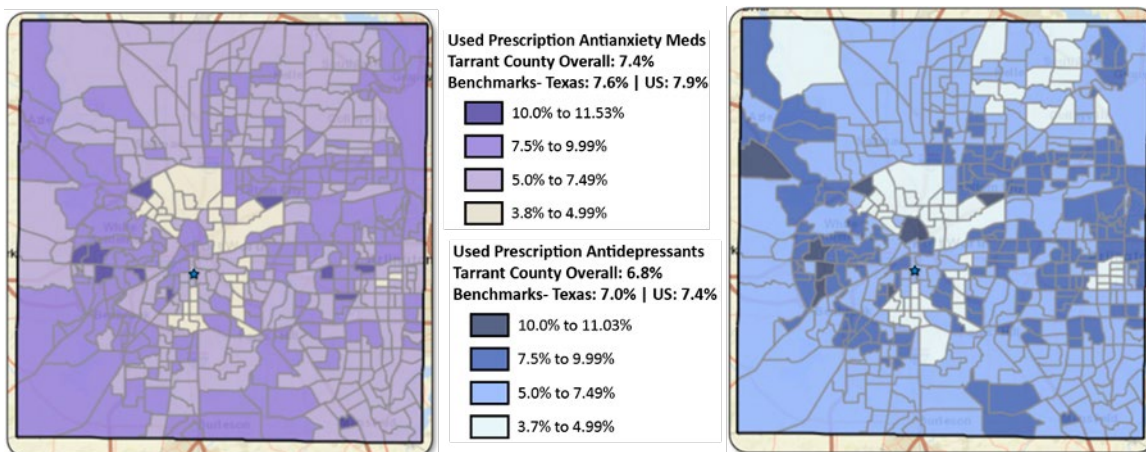 Used Prescription Antianxiety Meds
Tarrant County Overall: 7.4%
Benchmarks- Texas: 7.6% | US: 7.9%
10.0% to 11.53%
7.5% to 9.99%
5.0% to 7.49%
3.8% to 4.99%
Used Prescription Antidepressants
Tarrant County Overall: 6.8%
Benchmarks- Texas: 7.0% | US: 7.4%
10.0% to 11.03%
7.5% to 9.99%
5.0% to 7.49%
3.7% to 4.99%